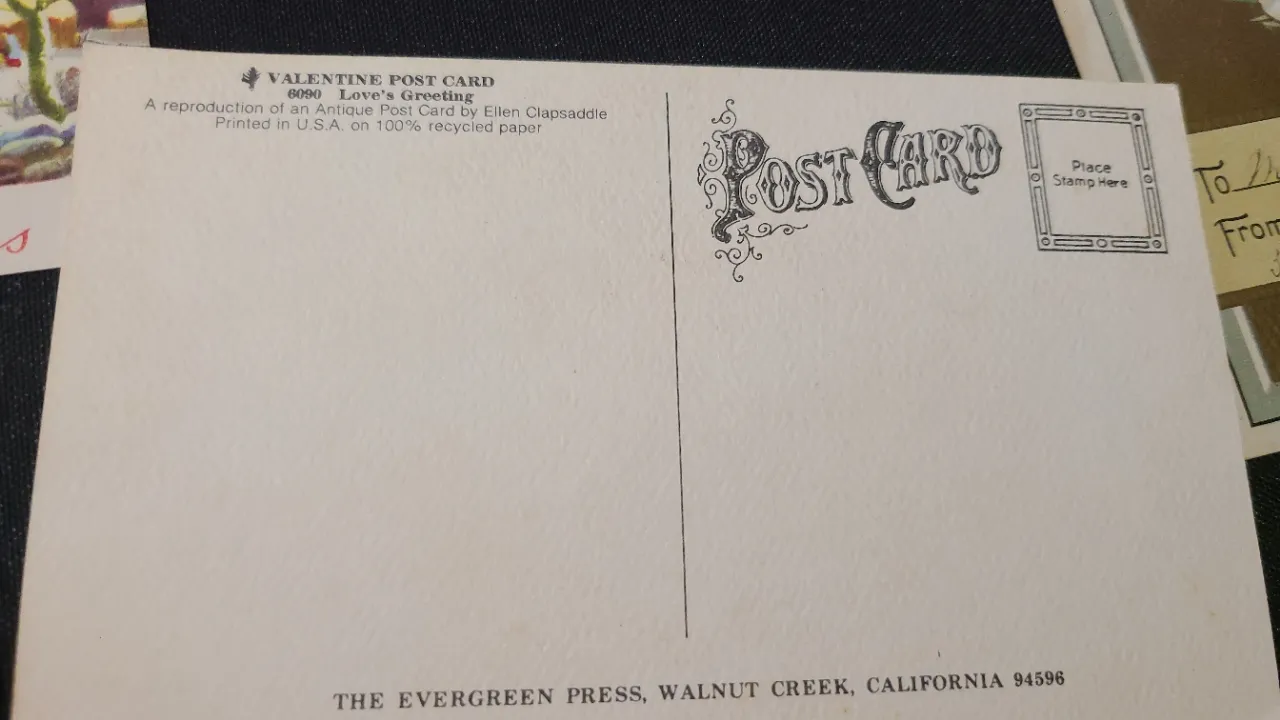 VALENTINE POST CARD
6090 Love's Greeting
A reproduction of an Antique Post Card by Ellen Clapsaddle
Printed in U.S.A. on 100% recycled paper
POST CARD
Place
Stamp Here
To
From
s
THE EVERGREEN PRESS, WALNUT CREEK, CALIFORNIA 94596